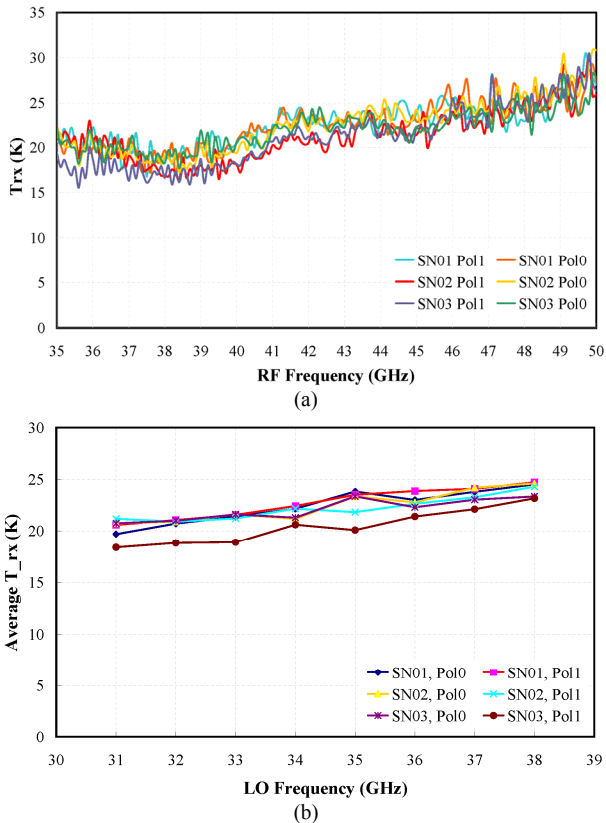 35
30
25
20
15
10
5
0
Trx (K)
SN01 Pol1 SN01 Pol0
SN02 Pol1 SN02 Pol0
SN03 Pol1 SN03 Pol0
35 36 37 38 39 40 41 42 43 44 45 46 47 48 49 50
RF Frequency (GHz)
(a)
30
25
20
15
10
5
0
Average T_rx (K)
SN01, Pol0 SN01, Pol1
SN02, Pol0 SN02, Pol1
SN03, Pol0 SN03, Pol1
30 31 32 33 34 35 36 37 38 39
LO Frequency (GHz)
(b)